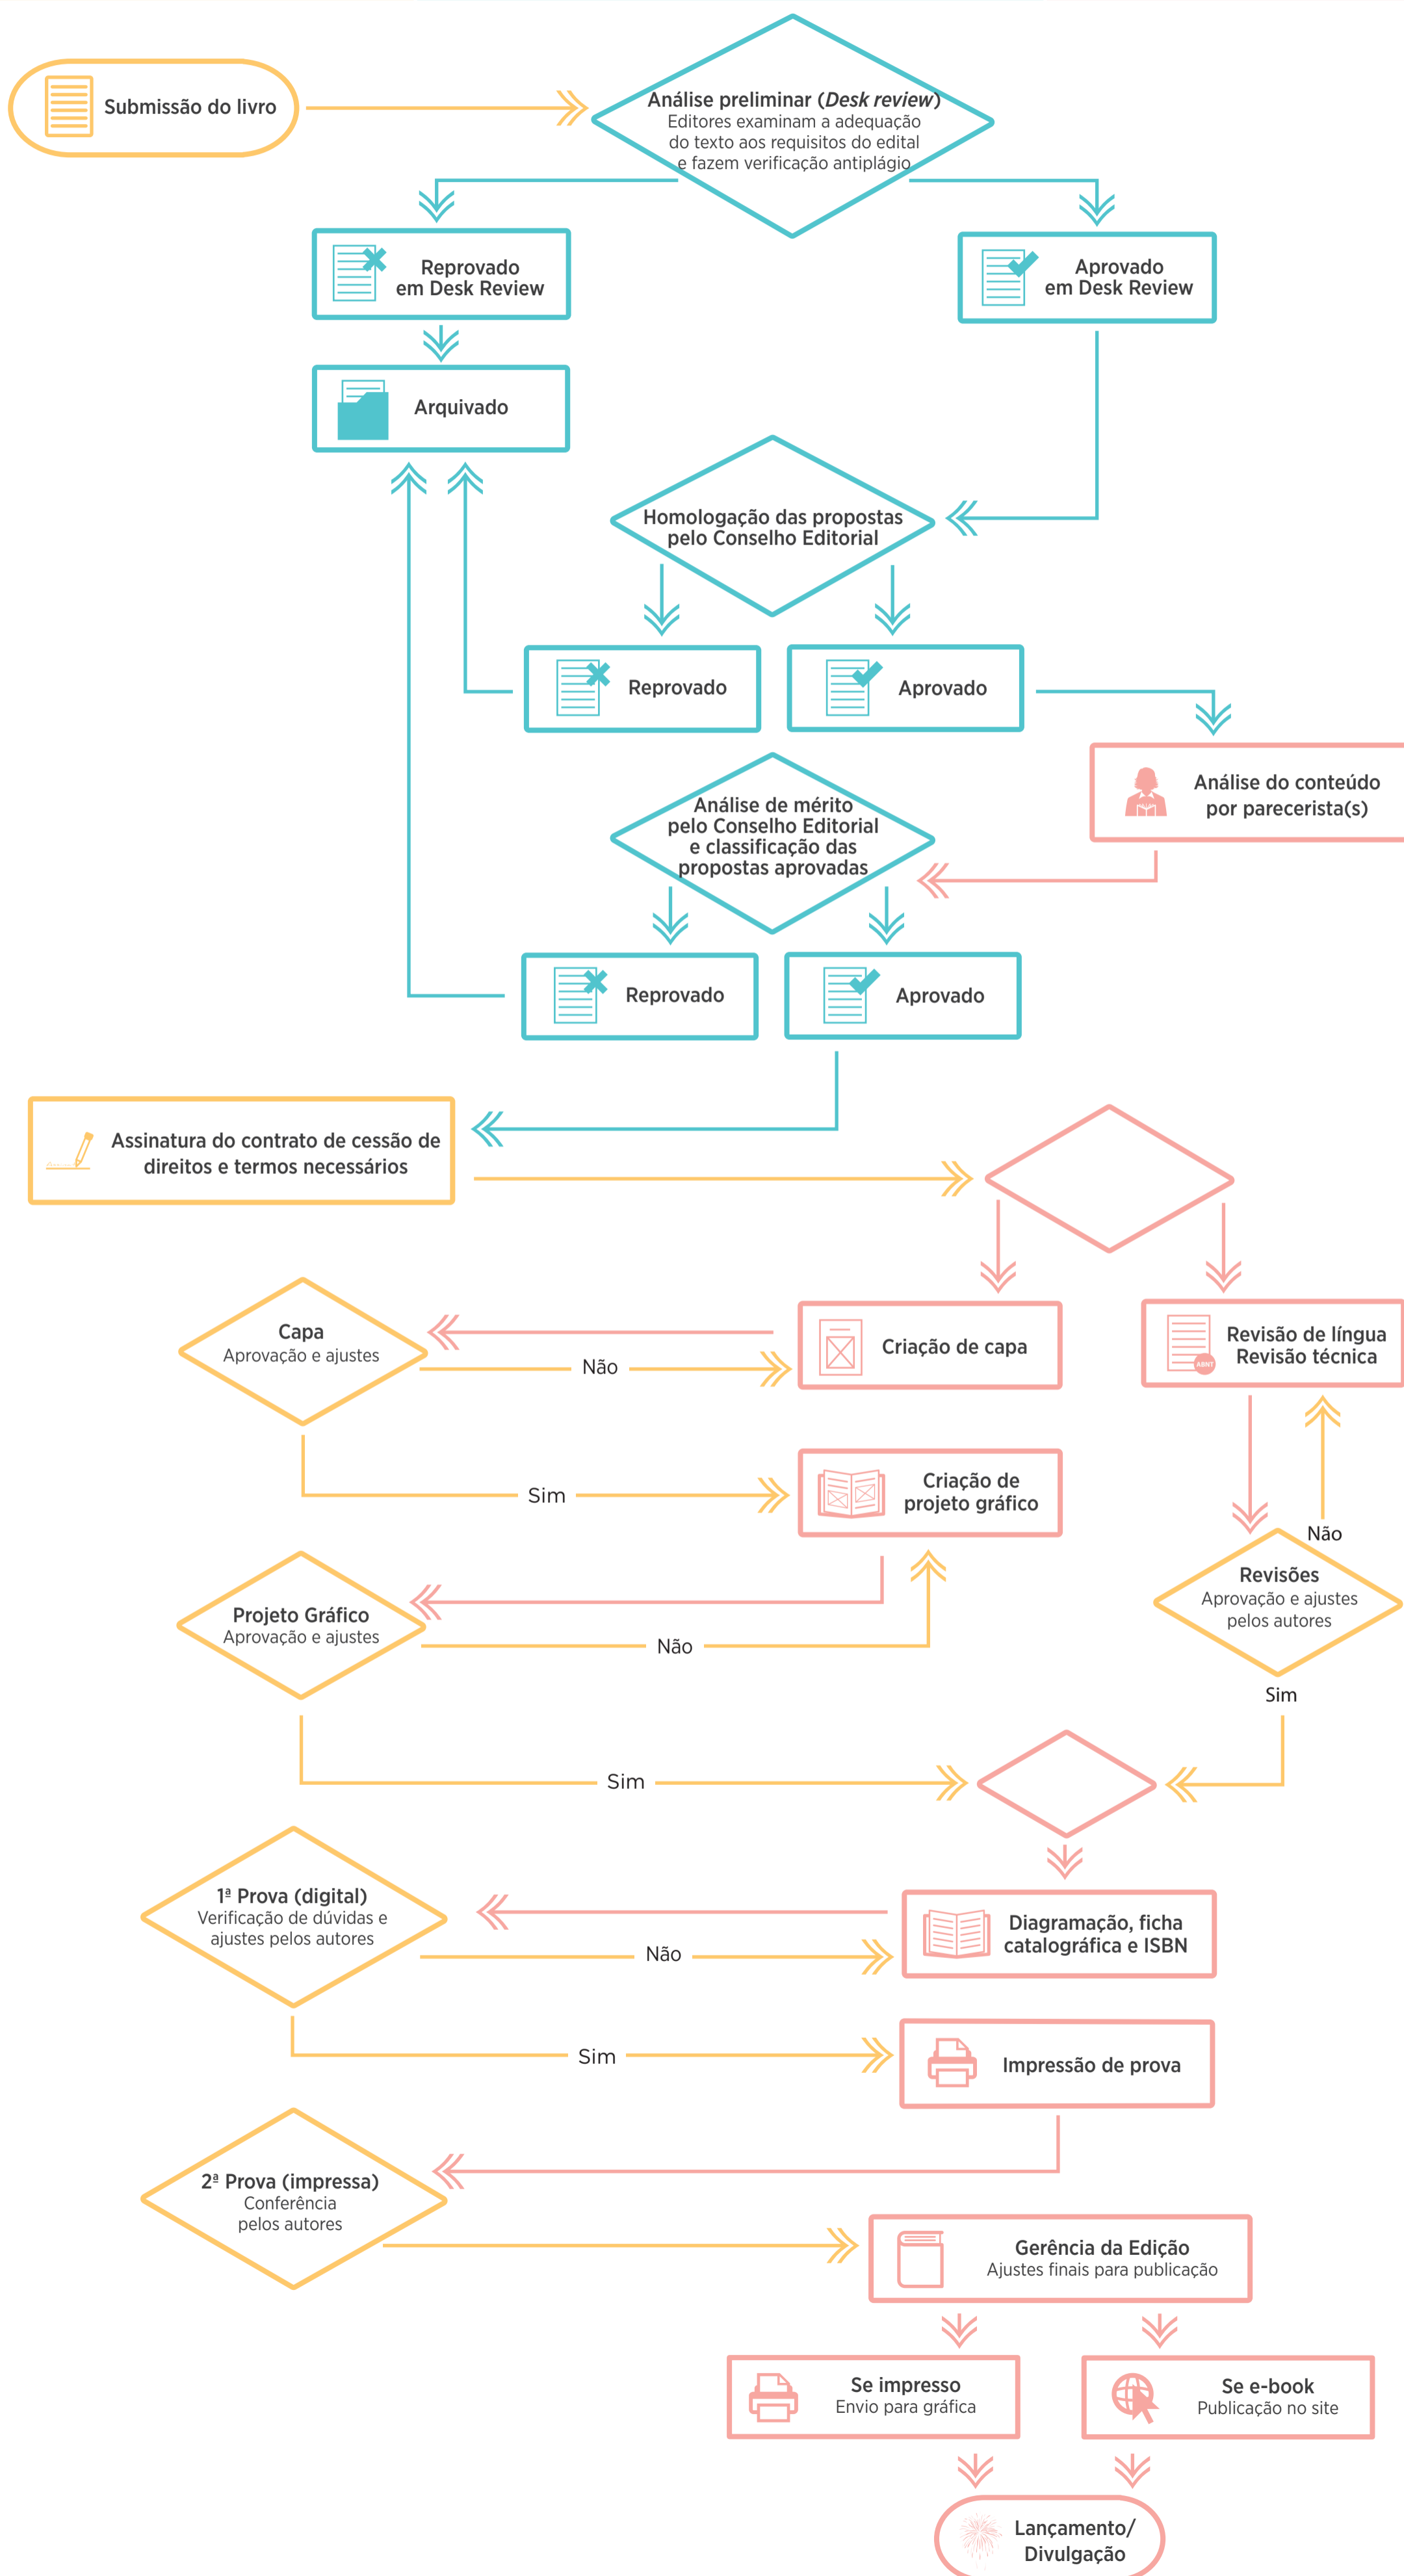 Submissão do livro
Análise preliminar (Desk review)
Editores examinam a adequação
do texto aos requisitos do edital
e fazem verificação antiplágio
Reprovado
em Desk Review
Aprovado
em Desk Review
Arquivado
Homologação das propostas
pelo Conselho Editorial
Reprovado
Aprovado
Análise do conteúdo
por parecerista(s)
Análise de mérito
pelo Conselho Editorial
e classificação das
propostas aprovadas
Reprovado
Aprovado
Assinatura do contrato de cessão de
direitos e termos necessários
Capa
Aprovação e ajustes
Não
Criação de capa
Revisão de língua
Revisão técnica
ABNT
Sim
Criação de
projeto gráfico
Não
Revisões
Aprovação e ajustes
pelos autores
Sim
Projeto Gráfico
Aprovação e ajustes
Não
Sim
1ª Prova (digital)
Verificação de dúvidas e
ajustes pelos autores
Não
Diagramação, ficha
catalográfica e ISBN
Sim
Impressão de prova
2ª Prova (impressa)
Conferência
pelos autores
Gerência da Edição
Ajustes finais para publicação
Se impresso
Envio para gráfica
Se e-book
Publicação no site
Lançamento/
Divulgação